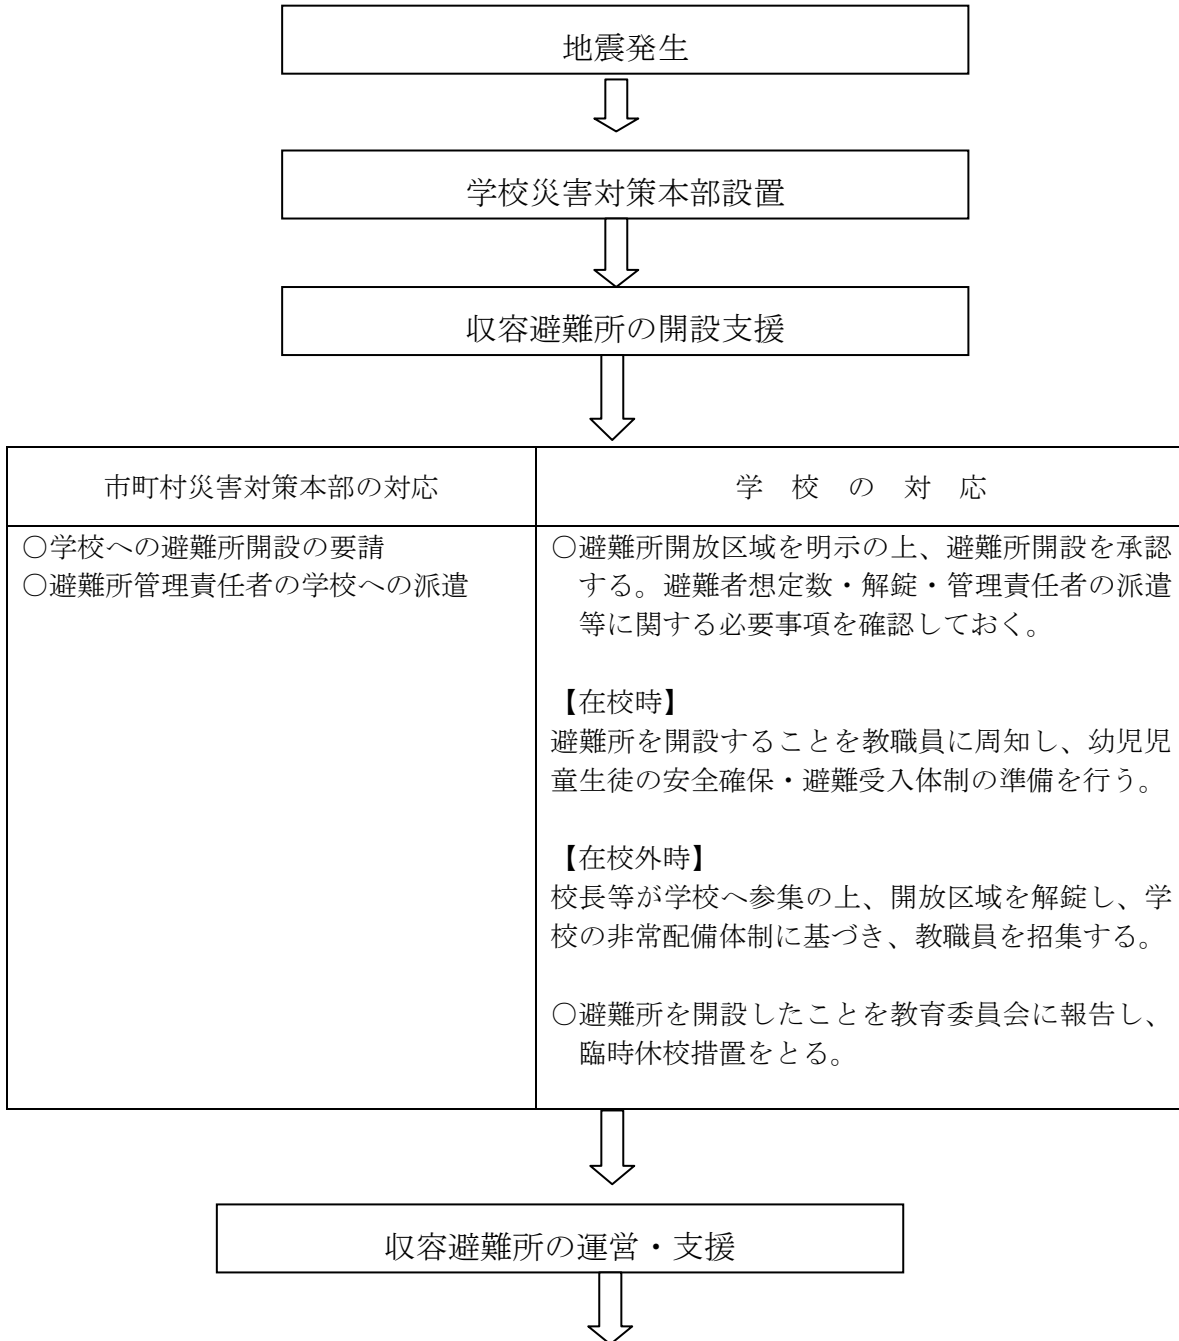 地震発生
学校災害対策本部設置
収容避難所の開設支援
市町村災害対策本部の対応
学校の対応
○学校への避難所開設の要請
○避難所管理責任者の学校への派遣
○避難所開放区域を明示の上、避難所開設を承認
する。避難者想定数・解錠・管理責任者の派遣
等に関する必要事項を確認しておく。
【在校時】
避難所を開設することを教職員に周知し、幼児児
童生徒の安全確保・避難受入体制の準備を行う。
【在校外時】
校長等が学校へ参集の上、開放区域を解錠し、学
校の非常配備体制に基づき、教職員を招集する。
○避難所を開設したことを教育委員会に報告し、
臨時休校措置をとる。
収容避難所の運営・支援